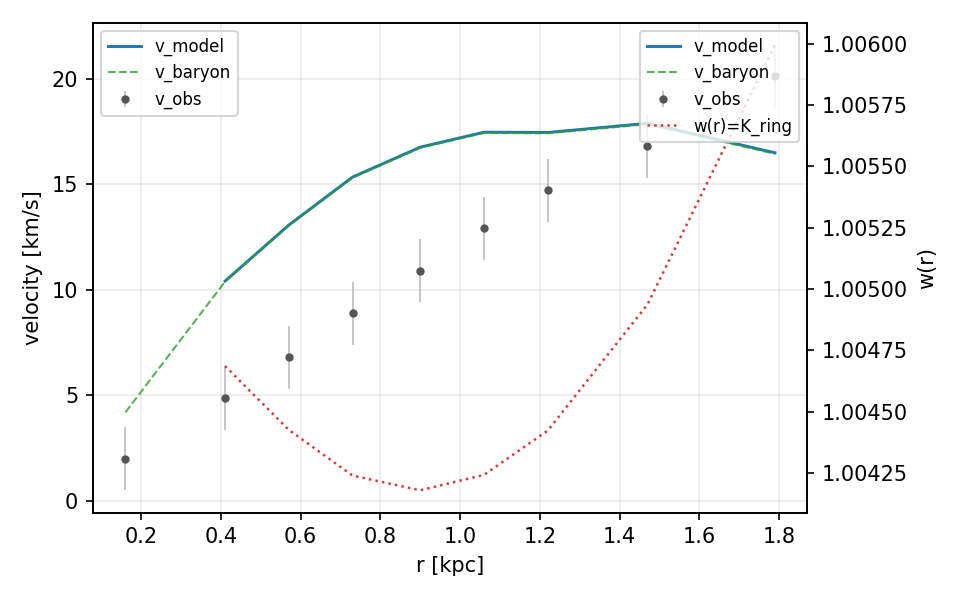 v_model
v_baryon
v_obs
v_model
v_baryon
v_obs
w(r)=K_ring
velocity [km/s]
20
15
10
5
0
1.00600
1.00575
1.00550
1.00525
1.00500
1.00475
1.00450
1.00425
w(r)
0.2 0.4 0.6 0.8 1.0 1.2 1.4 1.6 1.8
r [kpc]